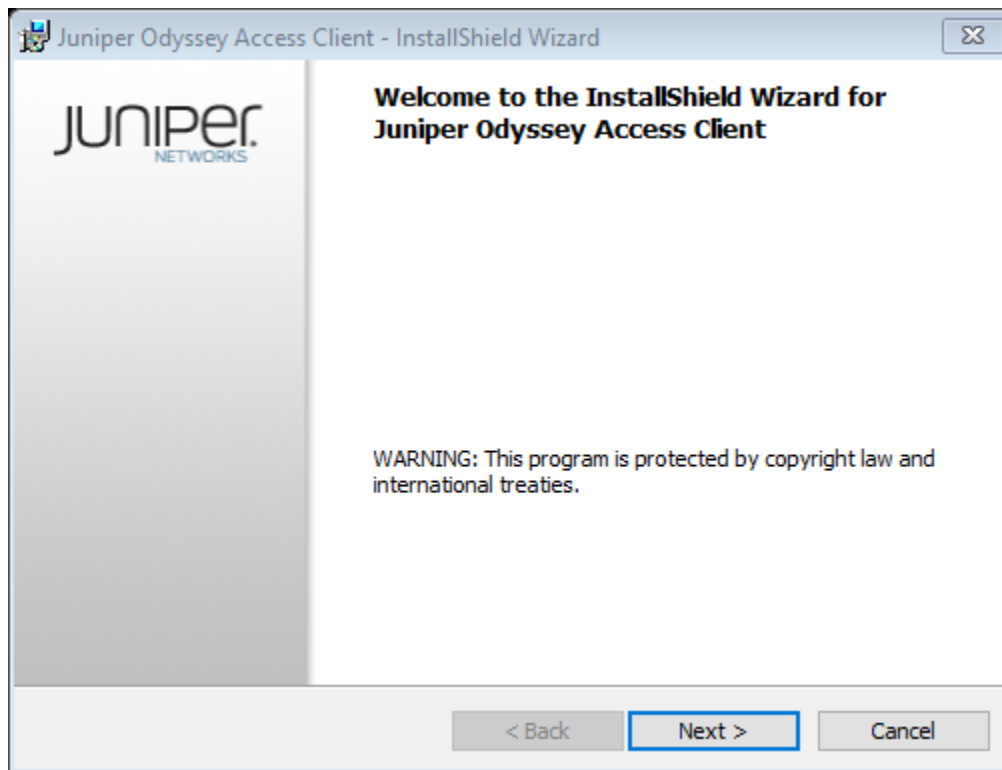 Juniper Odyssey Access Client - InstallShield Wizard
JUNIPER
NETWORKS
Welcome to the InstallShield Wizard for
Juniper Odyssey Access Client
WARNING: This program is protected by copyright law and
international treaties.
< Back
Next >
Cancel